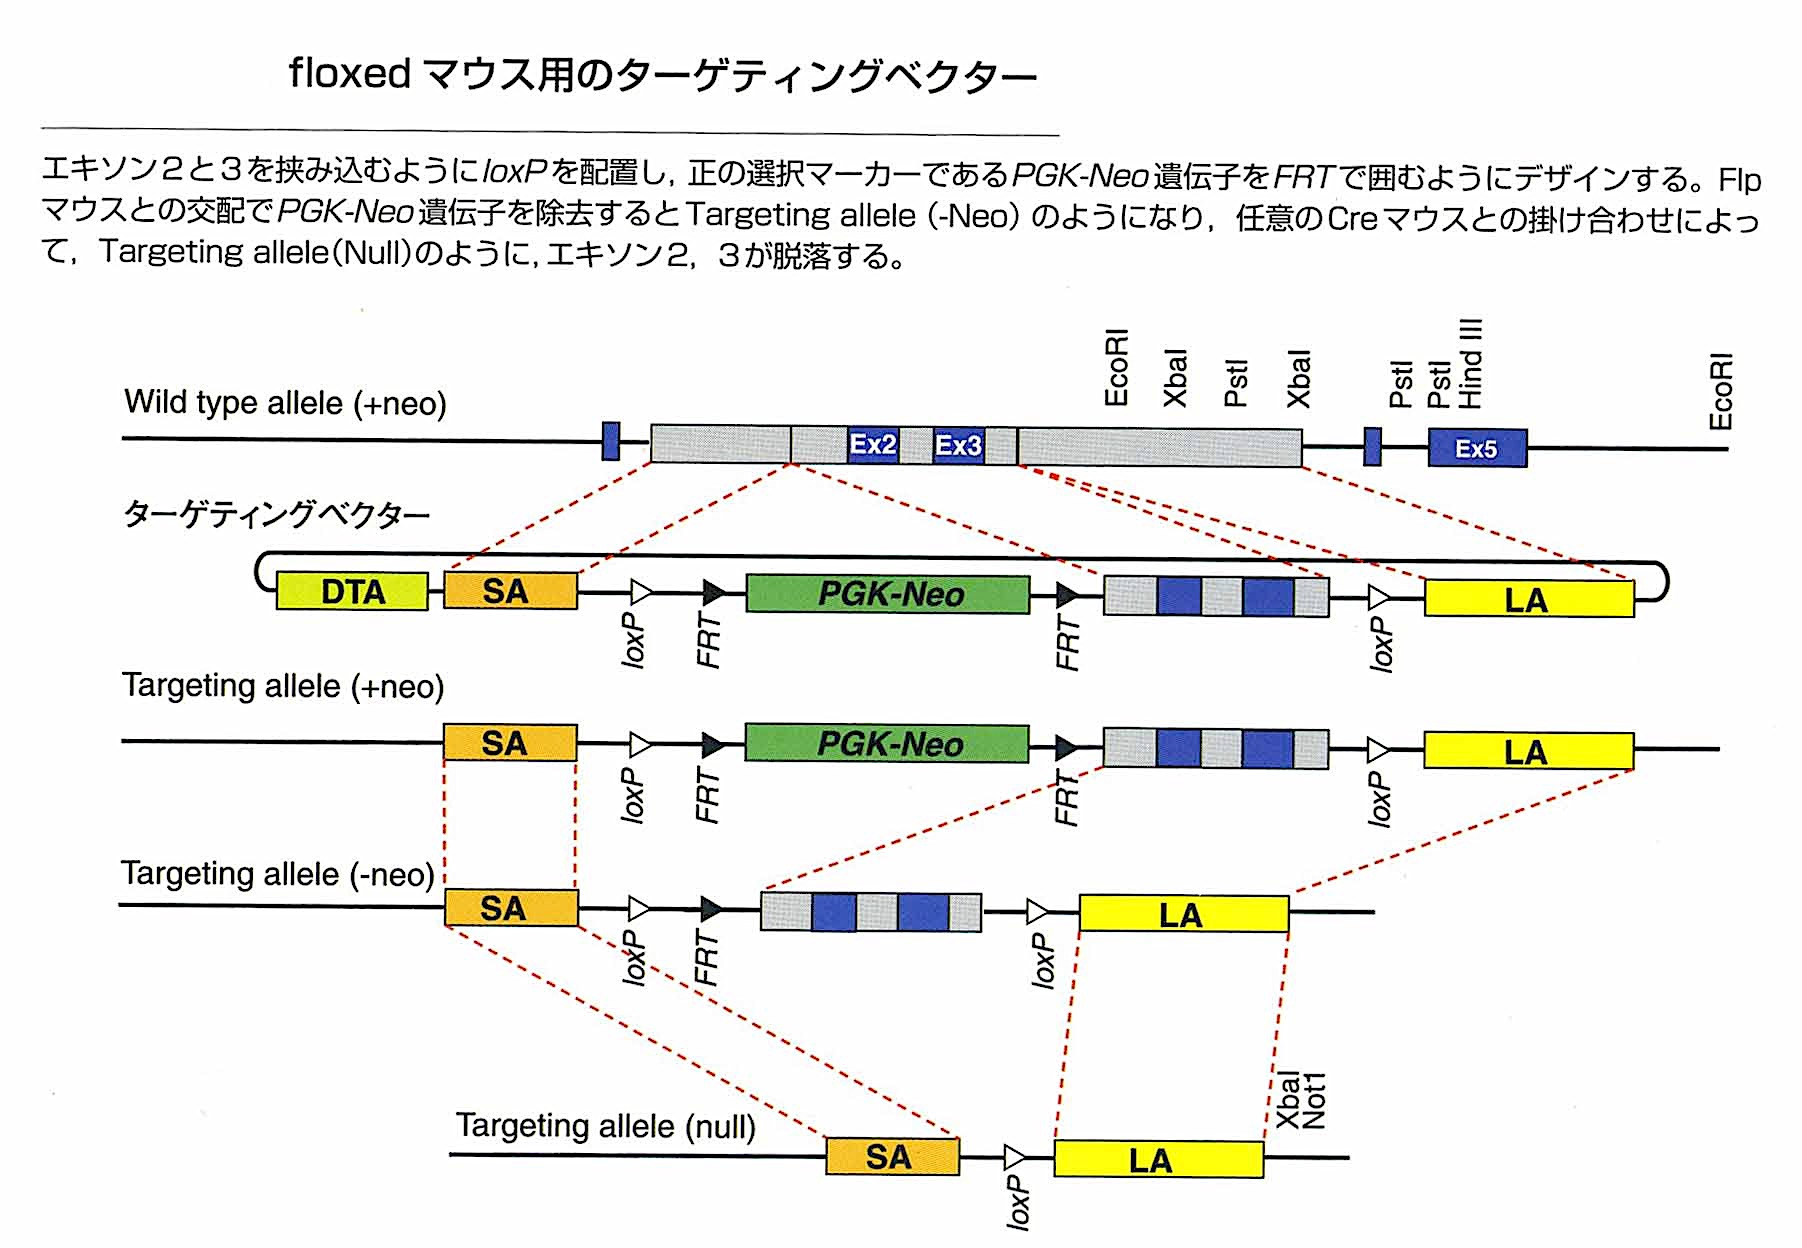 floxed マウス用のターゲティングベクター
エキソン2と3を挟み込むようにloxPを配置し，正の選択マーカーであるPGK-Neo遺伝子をFRTで囲むようにデザインする。Flp
マウスとの交配でPGK-Neo遺伝子を除去するとTargeting allele (-Neo) のようになり，任意のCreマウスとの掛け合わせによっ
て，Targeting allele(Null)のように，エキソン2，3が脱落する。
EcoRI XbaI PstI XbaI PstI PstI Hind III EcoRI
Wild type allele (+neo)
Ex2 Ex3 Ex5
ターゲティングベクター
DTA SA PGK-Neo LA
loxP FRT FRT loxP
Targeting allele (+neo)
SA PGK-Neo LA
loxP FRT FRT loxP
Targeting allele (-neo)
SA LA
loxP FRT loxP
XbaI Not1
Targeting allele (null)
SA LA
loxP